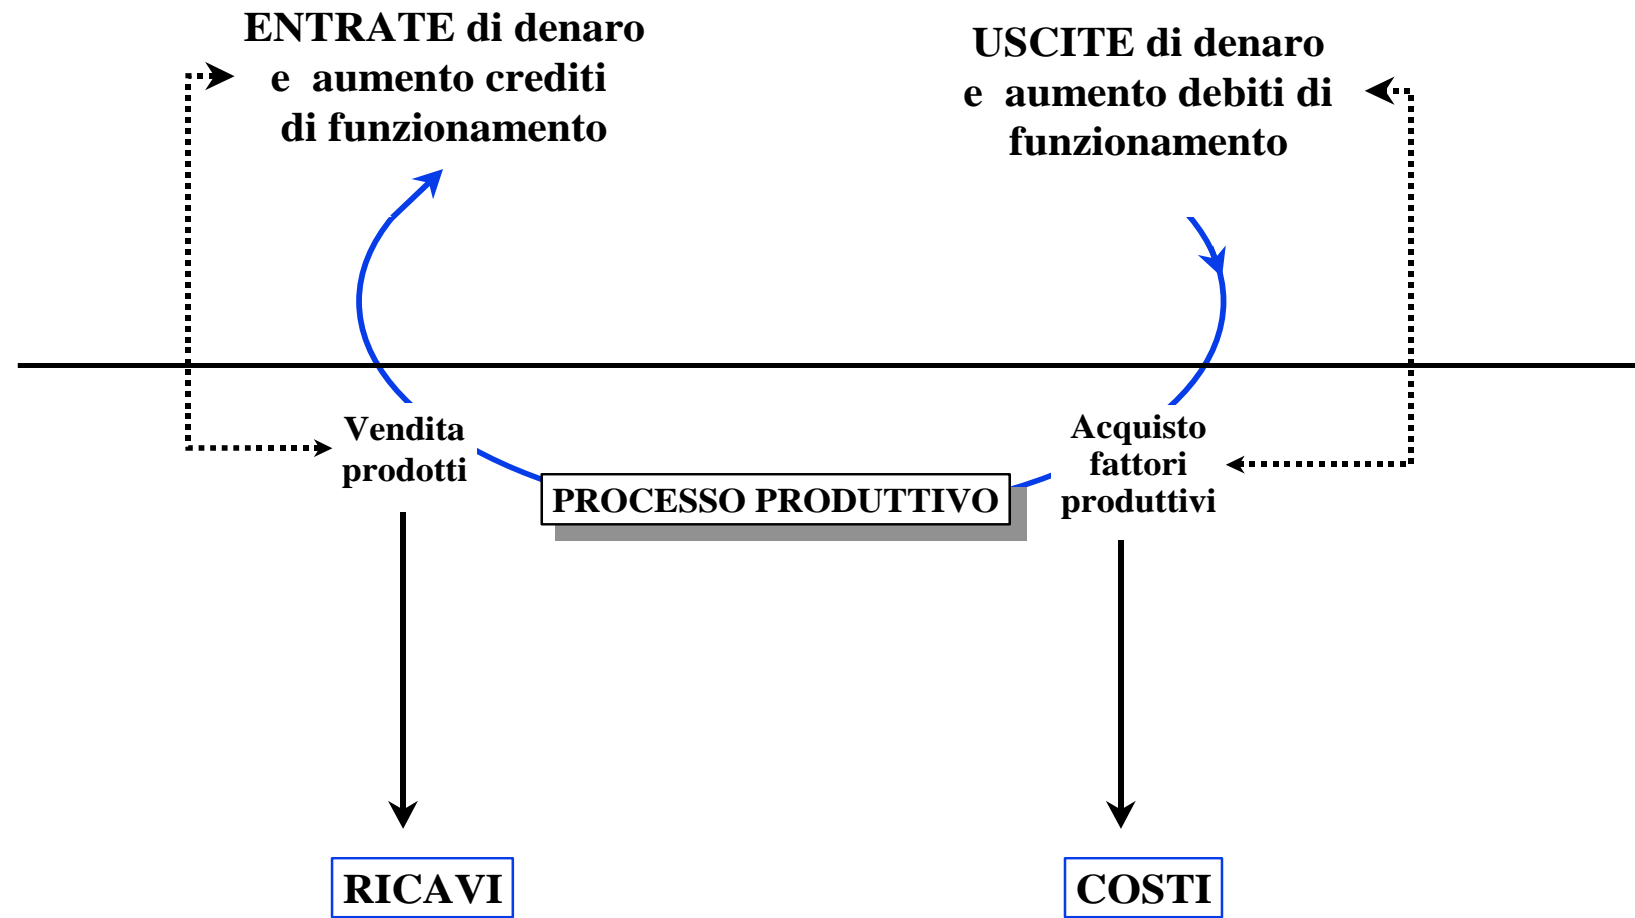 ENTRATE di denaro
e aumento crediti
di funzionamento
USCITE di denaro
e aumento debiti di
funzionamento
Vendita
prodotti
PROCESSO PRODUTTIVO
Acquisto
fattori
produttivi
RICAVI
COSTI